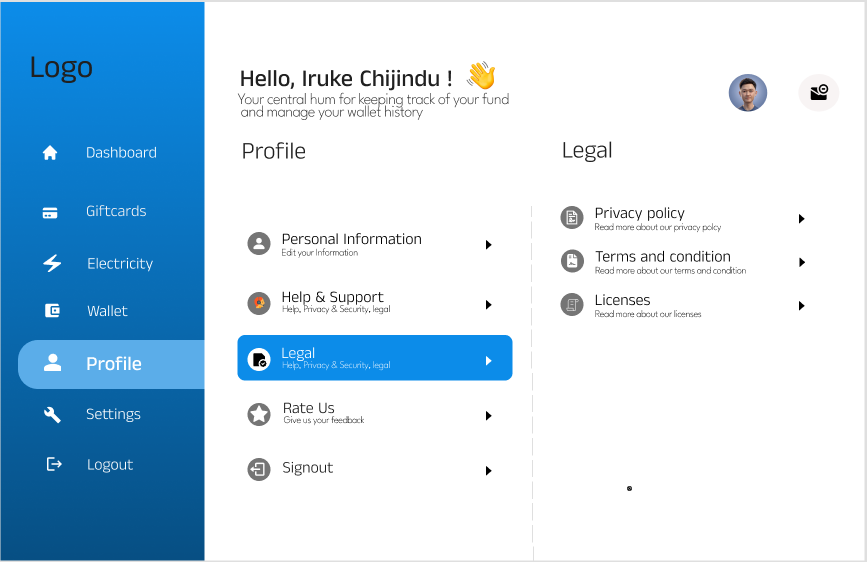 Logo
Dashboard
Giftcards
Electricity
Wallet
Profile
Settings
Logout
Hello, Iruke Chijindu !
Your central hum for keeping track of your fund
and manage your wallet history
Profile
Personal Information
Edit your Information
Help & Support
Help, Privacy & Security, legal
Legal
Help, Privacy & Security, legal
Rate Us
Give us your feedback
Signout
Legal
Privacy policy
Read more about our privacy polcy
Terms and condition
Read more about our terms and condition
Licenses
Read more about our licenses